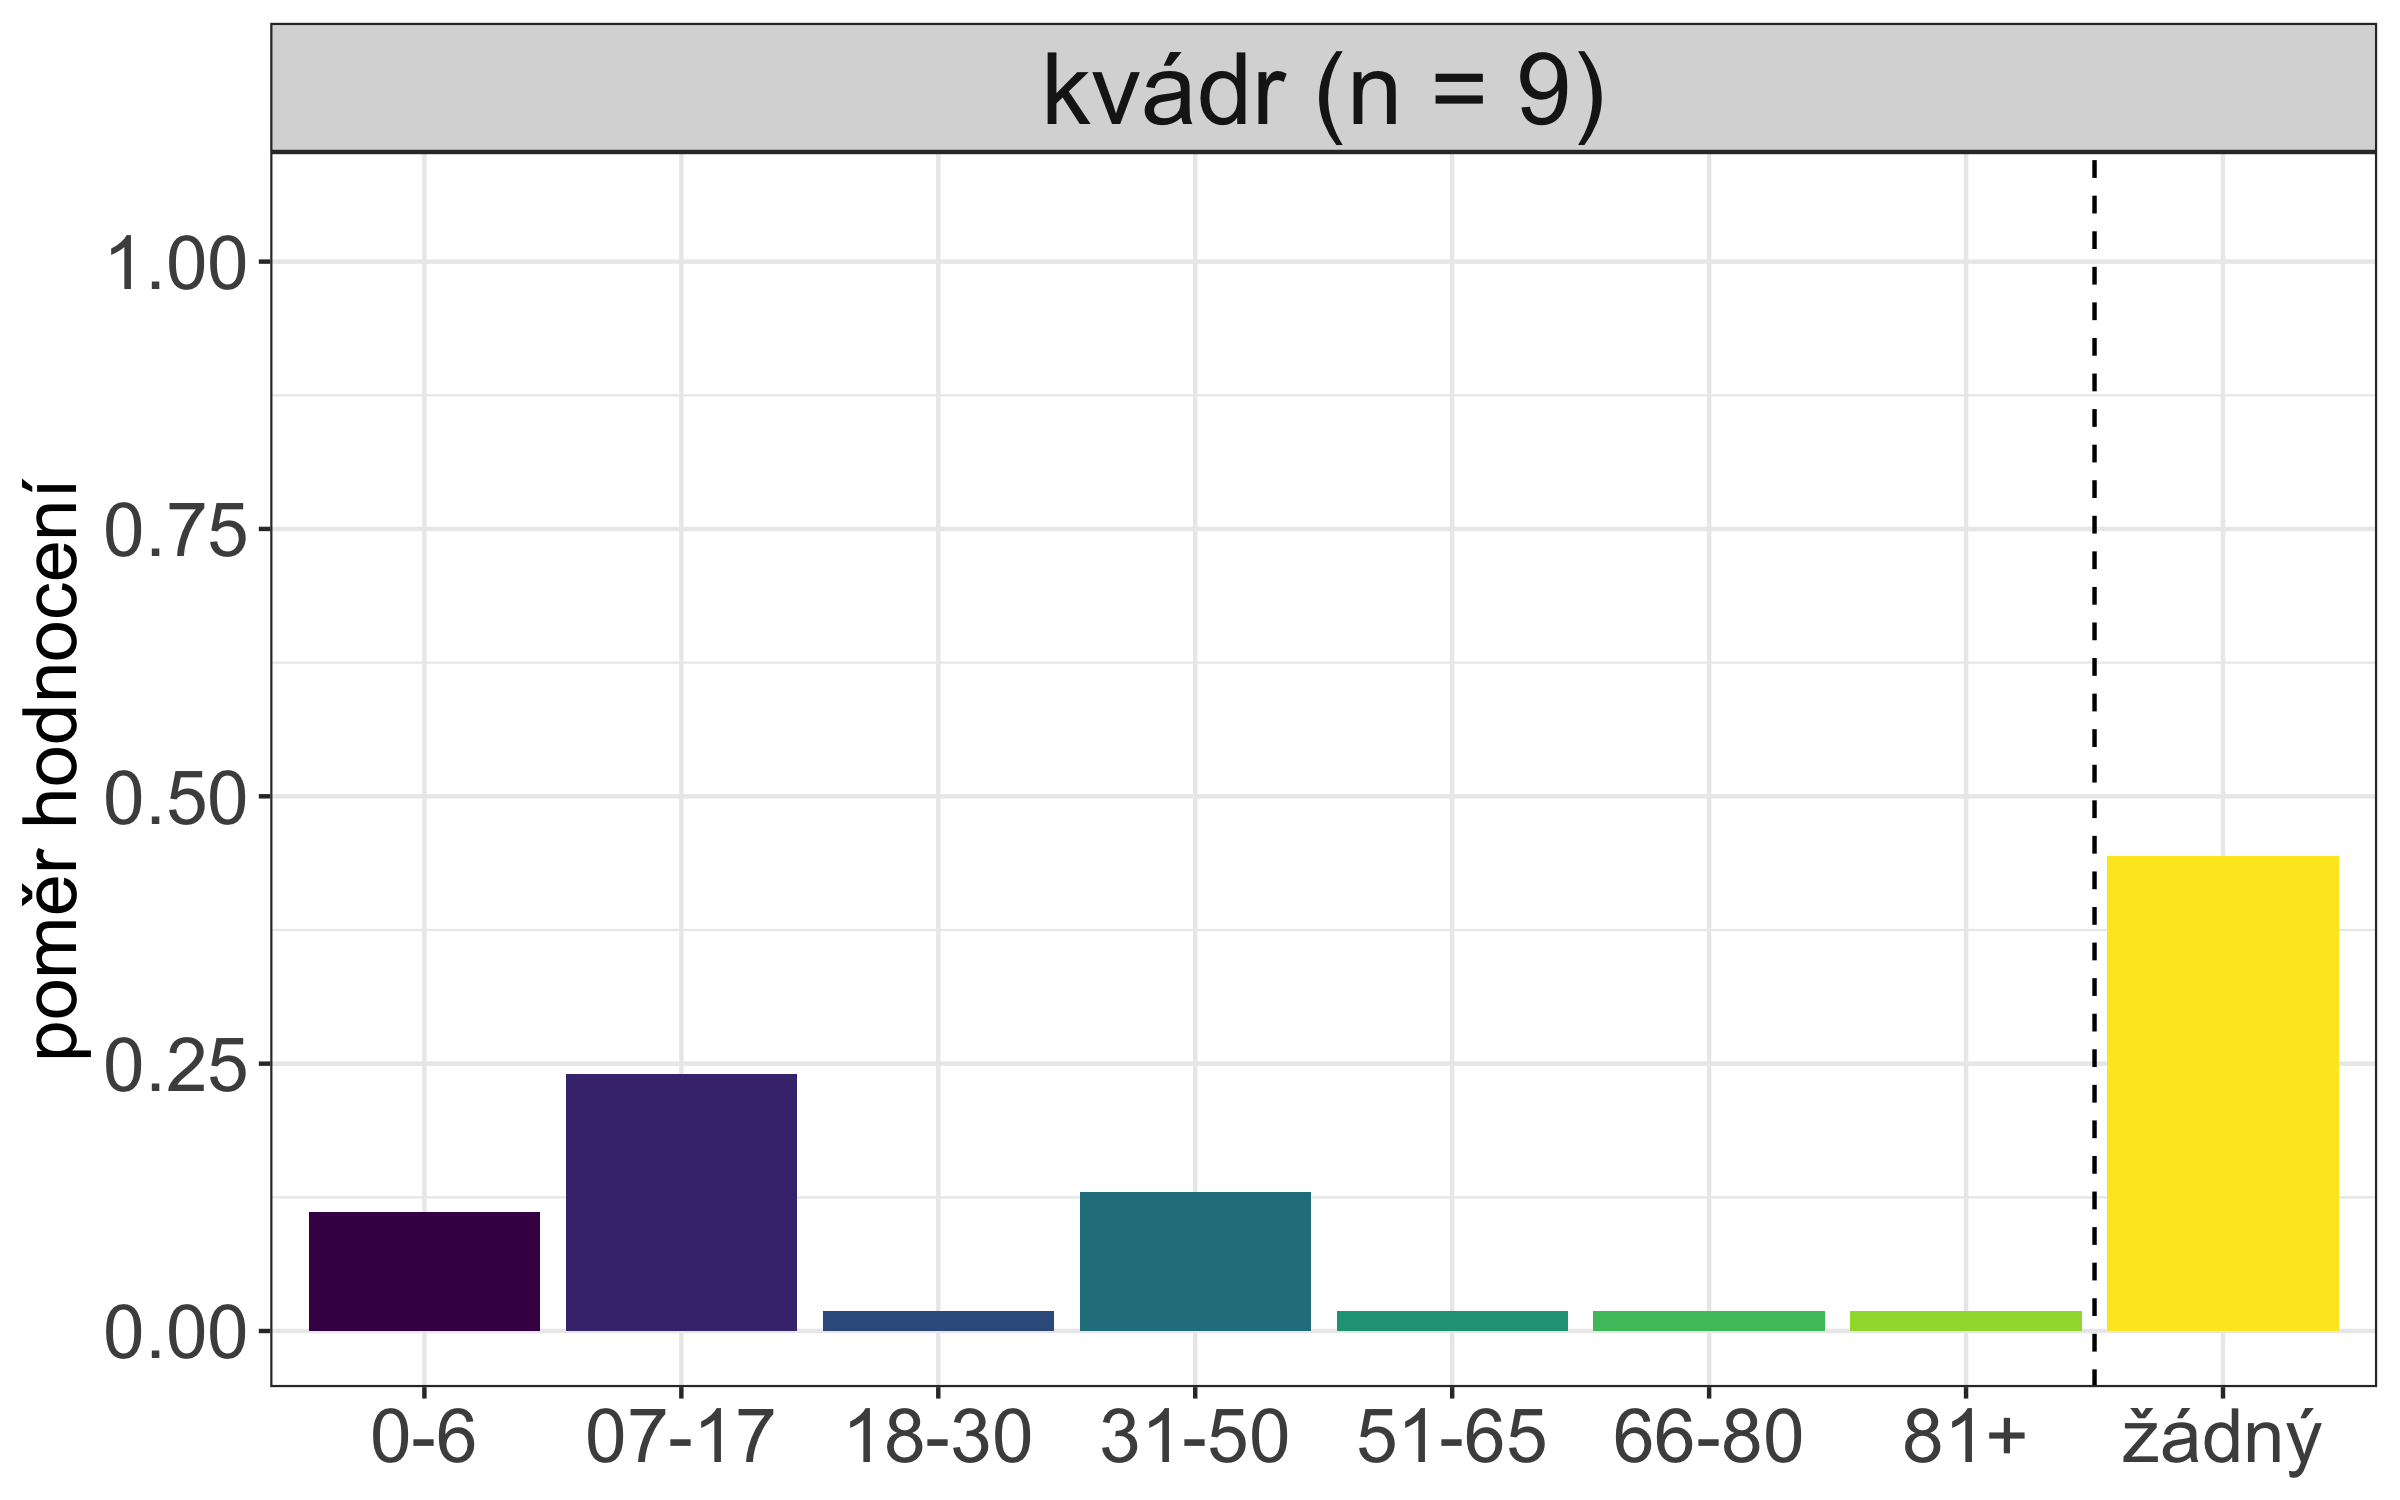 kvádr (n = 9)
poměr hodnocení
1.00
0.75
0.50
0.25
0.00
0-6 07-17 18-30 31-50 51-65 66-80 81+ žádný